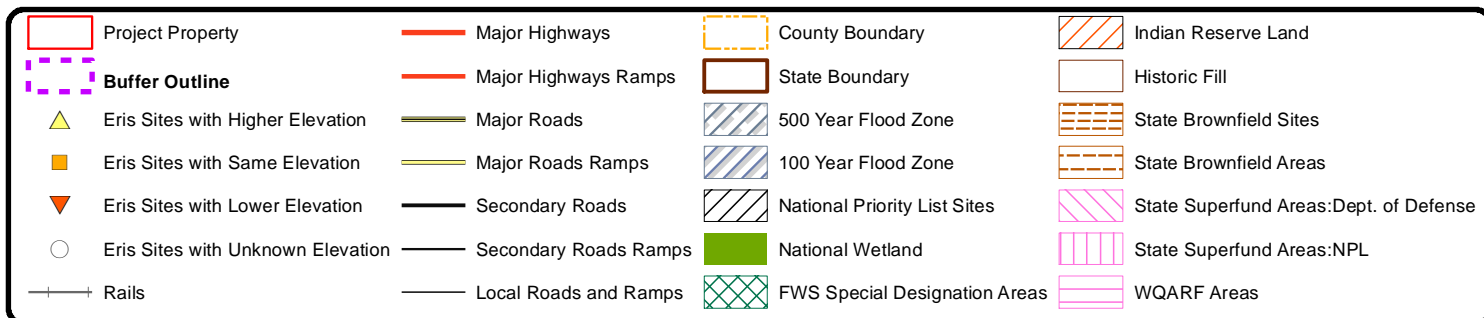 Project Property
Buffer Outline
Eris Sites with Higher Elevation
Eris Sites with Same Elevation
Eris Sites with Lower Elevation
Eris Sites with Unknown Elevation
Rails
Major Highways
Major Highways Ramps
Major Roads
Major Roads Ramps
Secondary Roads
Secondary Roads Ramps
Local Roads and Ramps
County Boundary
State Boundary
500 Year Flood Zone
100 Year Flood Zone
National Priority List Sites
National Wetland
FWS Special Designation Areas
Indian Reserve Land
Historic Fill
State Brownfield Sites
State Brownfield Areas
State Superfund Areas:Dept. of Defense
State Superfund Areas:NPL
WQARF Areas